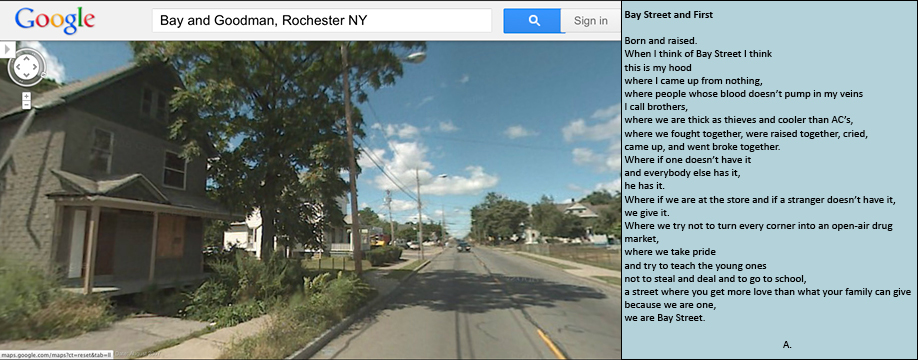 Google
Bay and Goodman, Rochester NY
Sign in
maps.google.com/maps?ct=reset&tab=ll
Bay Street and First
Born and raised.
When I think of Bay Street I think
this is my hood
where I came up from nothing,
where people whose blood doesn’t pump in my veins
I call brothers,
where we are thick as thieves and cooler than AC’s,
where we fought together, were raised together, cried,
came up, and went broke together.
Where if one doesn’t have it
and everybody else has it,
he has it.
Where if we are at the store and if a stranger doesn’t have it,
we give it.
Where we try not to turn every corner into an open-air drug
market,
where we take pride
and try to teach the young ones
not to steal and deal and to go to school,
a street where you get more love than what your family can give
because we are one,
we are Bay Street.
A.